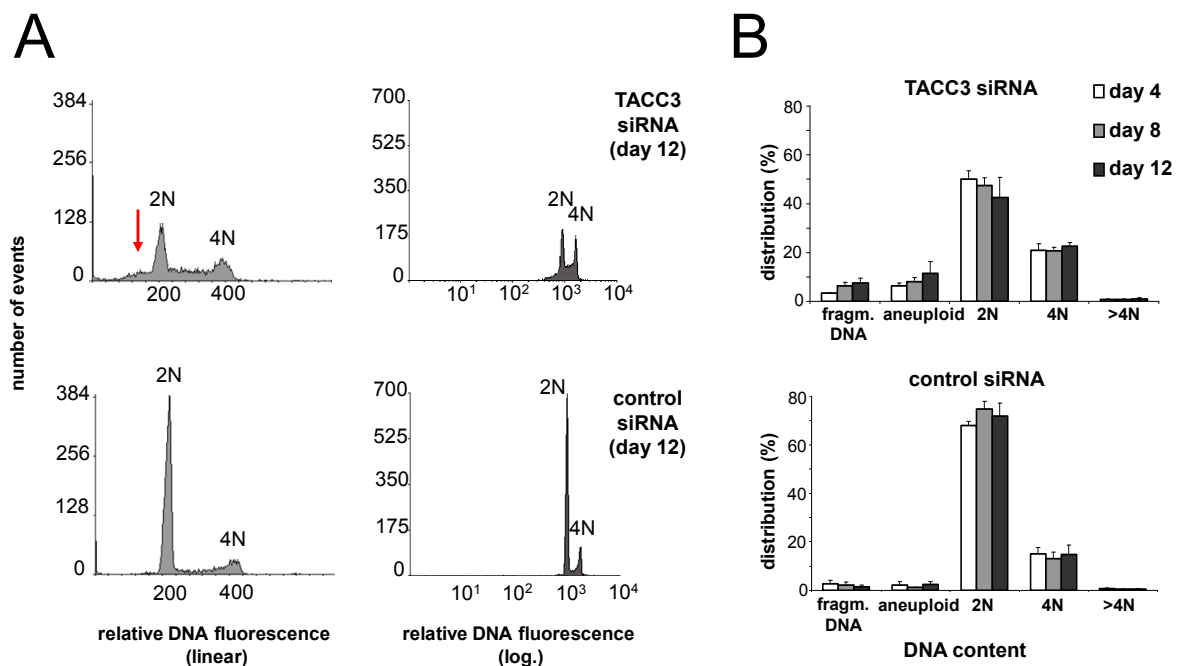 A
B
384
256
128
0
2N
4N
200
400
number of events
700
525
350
175
0
2N
4N
10¹
10²
10³
10⁴
TACC3
siRNA
(day 12)
384
256
128
0
2N
4N
200
400
relative DNA fluorescence
(linear)
700
525
350
175
0
2N
4N
10¹
10²
10³
10⁴
control
siRNA
(day 12)
relative DNA fluorescence
(log.)
TACC3 siRNA
day 4
day 8
day 12
distribution (%)
80
60
40
20
0
fragm.
DNA
aneuploid
2N
4N
>4N
control siRNA
distribution (%)
80
60
40
20
0
fragm.
DNA
aneuploid
2N
4N
>4N
DNA content